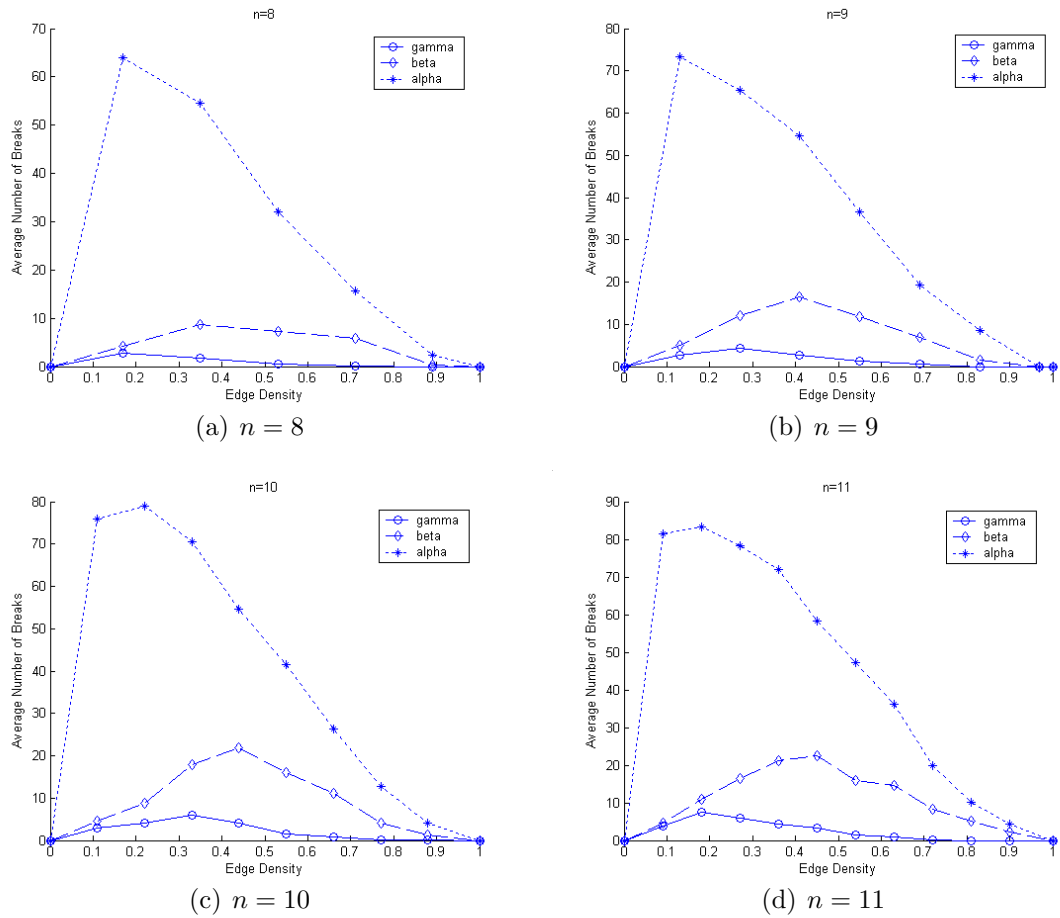 n=8
70
60
50
40
30
20
10
0
Average Number of Breaks
gamma
beta
alpha
0 0.1 0.2 0.3 0.4 0.5 0.6 0.7 0.8 0.9 1
Edge Density
(a) n = 8
n=9
80
70
60
50
40
30
20
10
0
Average Number of Breaks
gamma
beta
alpha
0 0.1 0.2 0.3 0.4 0.5 0.6 0.7 0.8 0.9 1
Edge Density
(b) n = 9
n=10
80
70
60
50
40
30
20
10
0
Average Number of Breaks
gamma
beta
alpha
0 0.1 0.2 0.3 0.4 0.5 0.6 0.7 0.8 0.9 1
Edge Density
(c) n = 10
n=11
90
80
70
60
50
40
30
20
10
0
Average Number of Breaks
gamma
beta
alpha
0 0.1 0.2 0.3 0.4 0.5 0.6 0.7 0.8 0.9 1
Edge Density
(d) n = 11